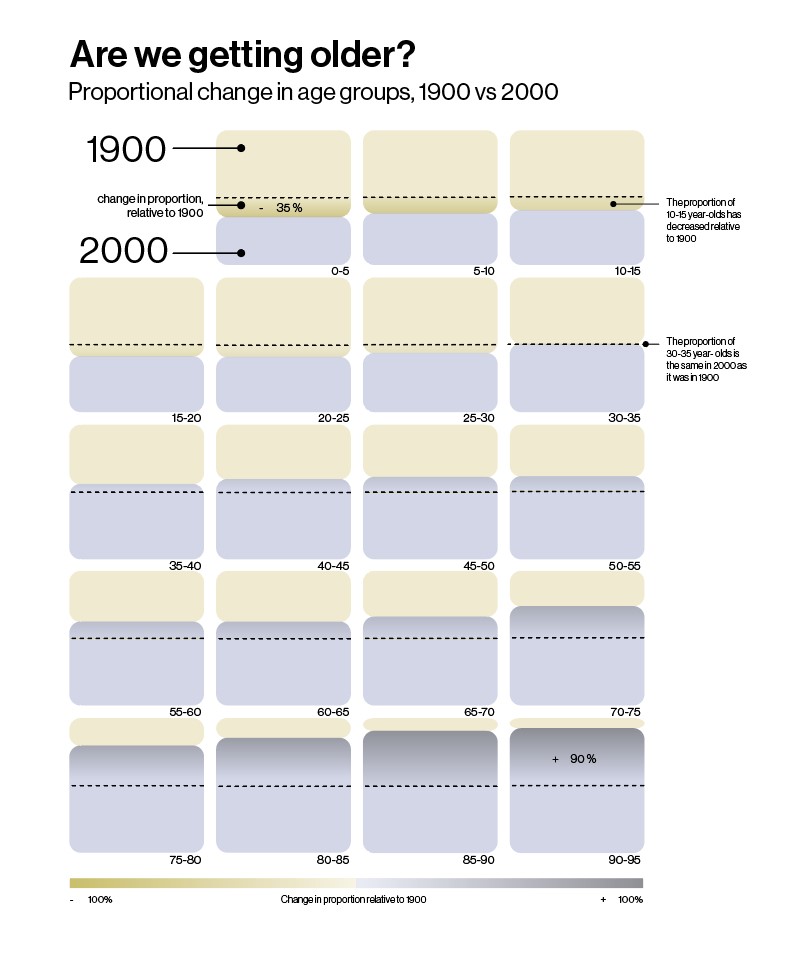 Are we getting older?
Proportional change in age groups, 1900 vs 2000
1900
change in proportion,
relative to 1900
- 35 %
2000
0-5
5-10
10-15
The proportion of
10-15 year-olds has
decreased relative
to 1900
15-20
20-25
25-30
30-35
The proportion of
30-35 year- olds is
the same in 2000 as
it was in 1900
35-40
40-45
45-50
50-55
55-60
60-65
65-70
70-75
+ 90 %
75-80
80-85
85-90
90-95
- 100%
Change in proportion relative to 1900
+ 100%